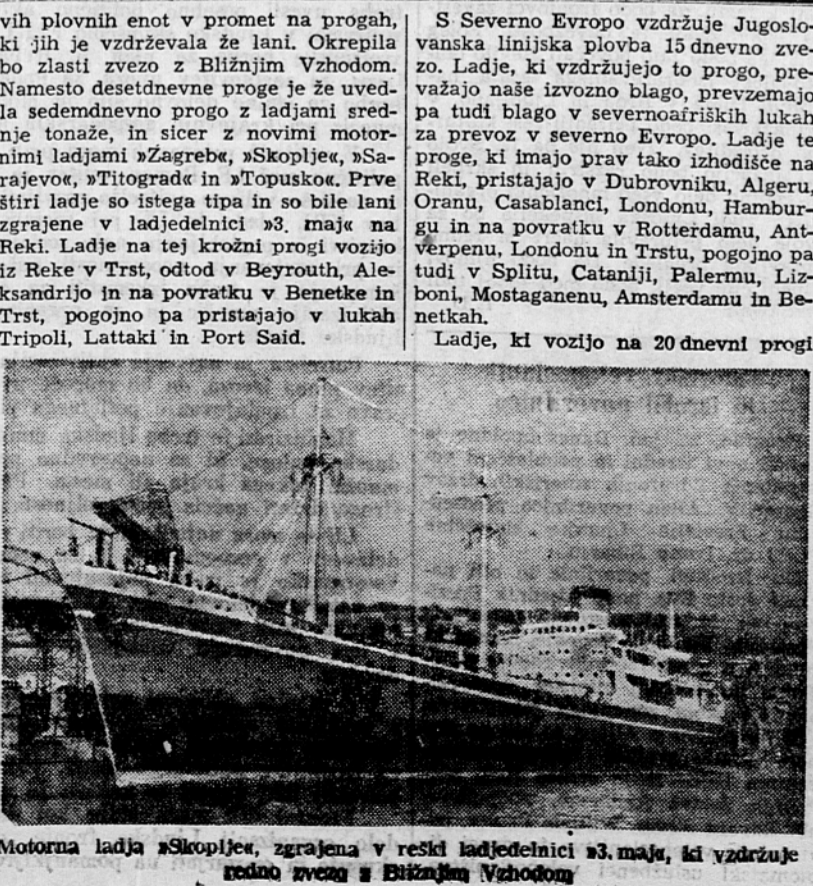 vih plovnih enot v promet na progah,
ki jih je vzdrževala že lani. Okrepila
bo zlasti zvezo z Bližnjim Vzhodom.
Namesto desetdnevne proge je že uved-
la sedemdnevno progo z ladjami sred-
nje tonaže, in sicer z novimi motor-
nimi ladjami »Zagreb«, »Skoplje«, »Sa-
rajevo«, »Titograd« in »Topusko«. Prve
štiri ladje so istega tipa in so bile lani
zgrajene v ladjedelnici »3. maj« na
Reki. Ladje na tej krožni progi vozijo
iz Reke v Trst, odtod v Beyrouth, Ale-
ksandrijo in na povratku v Benetke in
Trst, pogojno pa pristajajo v lukah
Tripoli, Lattaki in Port Said.
S Severno Evropo vzdržuje Jugoslo-
vanska linijska plovba 15 dnevno zve-
zo. Ladje, ki vzdržujejo to progo, pre-
važajo naše izvozno blago, prevzemajo
pa tudi blago v severnoafriških lukah
za prevoz v severno Evropo. Ladje te
proge, ki imajo prav tako izhodišče na
Reki, pristajajo v Dubrovniku, Algeru,
Oranu, Casablanci, Londonu, Hambur-
gu in na povratku v Rotterdamu, Ant-
verpenu, Londonu in Trstu, pogojno pa
tudi v Splitu, Cataniji, Palermu, Liz-
boni, Mostaganenu, Amsterdamu in Be-
netkah.
Ladje, ki vozijo na 20 dnevni progi
Motorna ladja »Skoplje«, zgrajena v reški ladjedelnici »3. maj«, ki vzdržuje
redno zvezo z Bližnjim Vzhodom